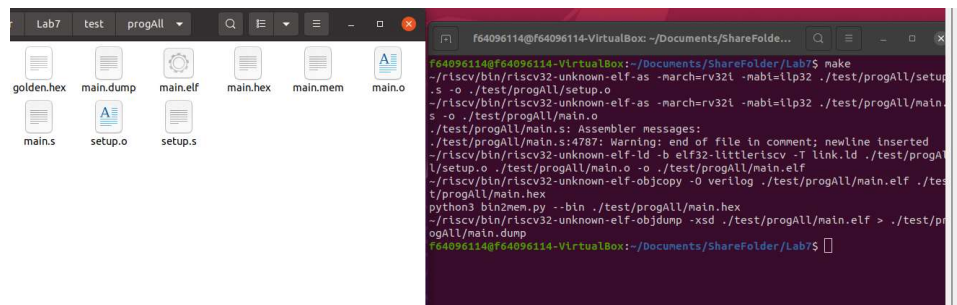 Lab7 test progAll
golden.hex main.dump main.elf main.hex main.mem main.o
main.s setup.o setup.s
f64096114@f64096114-VirtualBox: ~/Documents/ShareFolde...
f64096114@f64096114-VirtualBox:~/Documents/ShareFolder/Lab7$ make
~/riscv/bin/riscv32-unknown-elf-as -march=rv32i -mabi=ilp32 ./test/progAll/setup
.s -o ./test/progAll/setup.o
~/riscv/bin/riscv32-unknown-elf-as -march=rv32i -mabi=ilp32 ./test/progAll/main.
s -o ./test/progAll/main.o
./test/progAll/main.s: Assembler messages:
./test/progAll/main.s:4787: Warning: end of file in comment; newline inserted
~/riscv/bin/riscv32-unknown-elf-ld -b elf32-littleriscv -T link.ld ./test/progAl
l/setup.o ./test/progAll/main.o -o ./test/progAll/main.elf
~/riscv/bin/riscv32-unknown-elf-objcopy -O verilog ./test/progAll/main.elf ./tes
t/progAll/main.hex
python3 bin2mem.py --bin ./test/progAll/main.hex
~/riscv/bin/riscv32-unknown-elf-objdump -xsd ./test/progAll/main.elf > ./test/pr
ogAll/main.dump
f64096114@f64096114-VirtualBox:~/Documents/ShareFolder/Lab7$